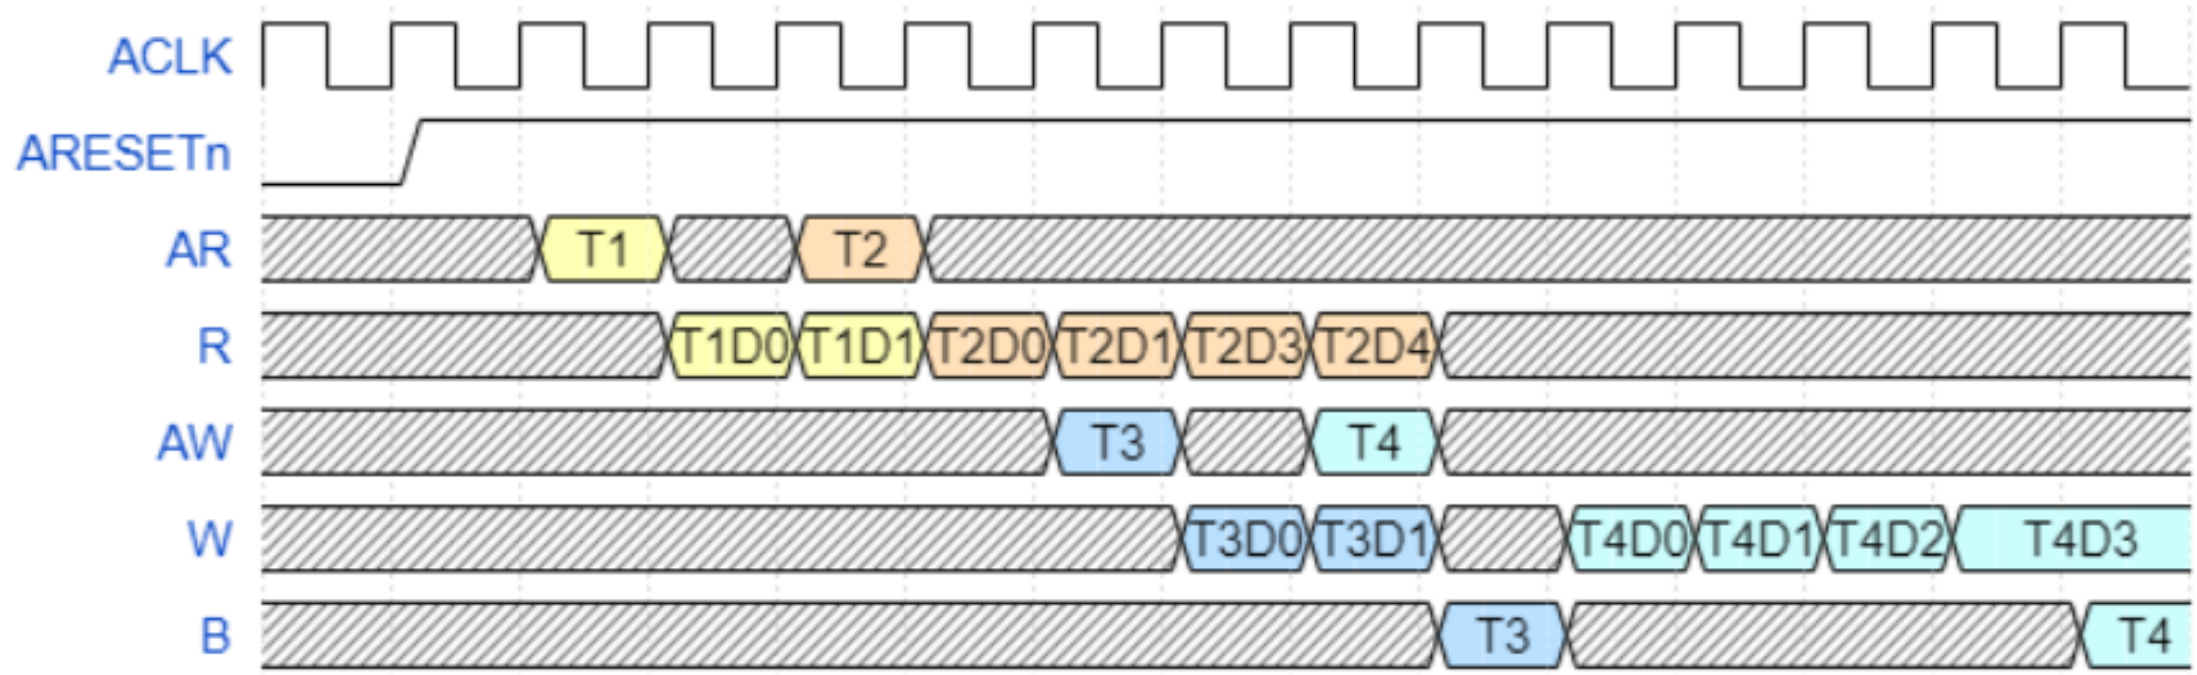 ACLK
ARESETn
AR T1 T2
R T1D0 T1D1 T2D0 T2D1 T2D3 T2D4
AW T3 T4
W T3D0 T3D1 T4D0 T4D1 T4D2 T4D3
B T3 T4